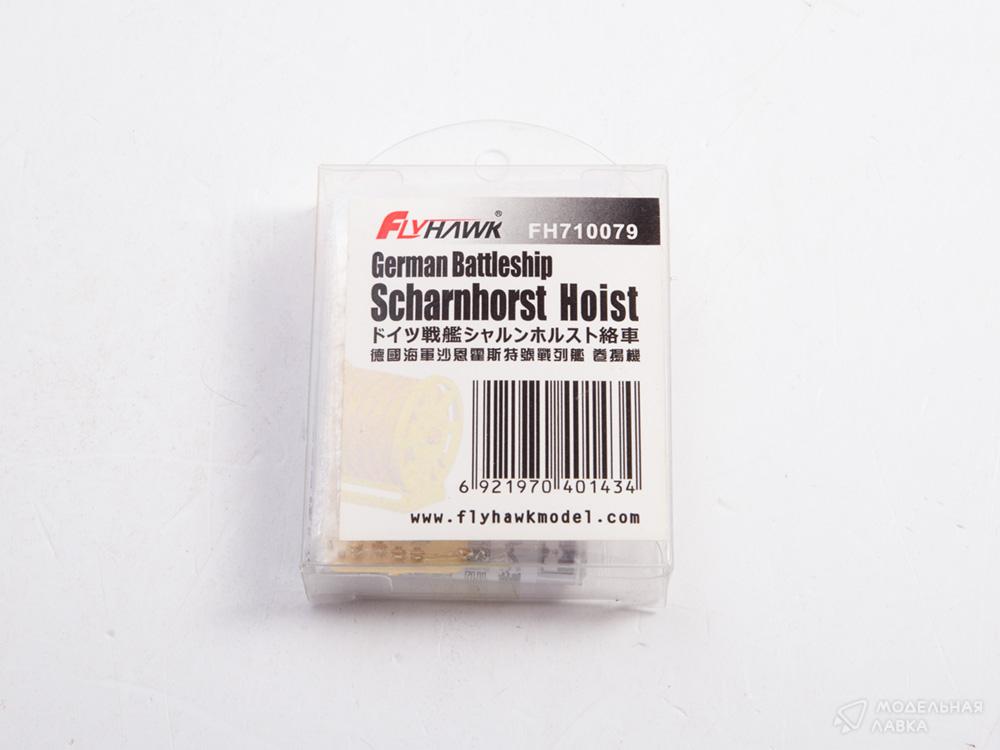 FLYHAWK® FH710079
German Battleship
Scharnhorst Hoist
ドイツ戦艦シャルンホルスト絡車
德國海軍沙恩霍斯特號戰列艦 卷揚機
6 921970 401434
www.flyhawkmodel.com
МОДЕЛЬНАЯ
ЛАВКА